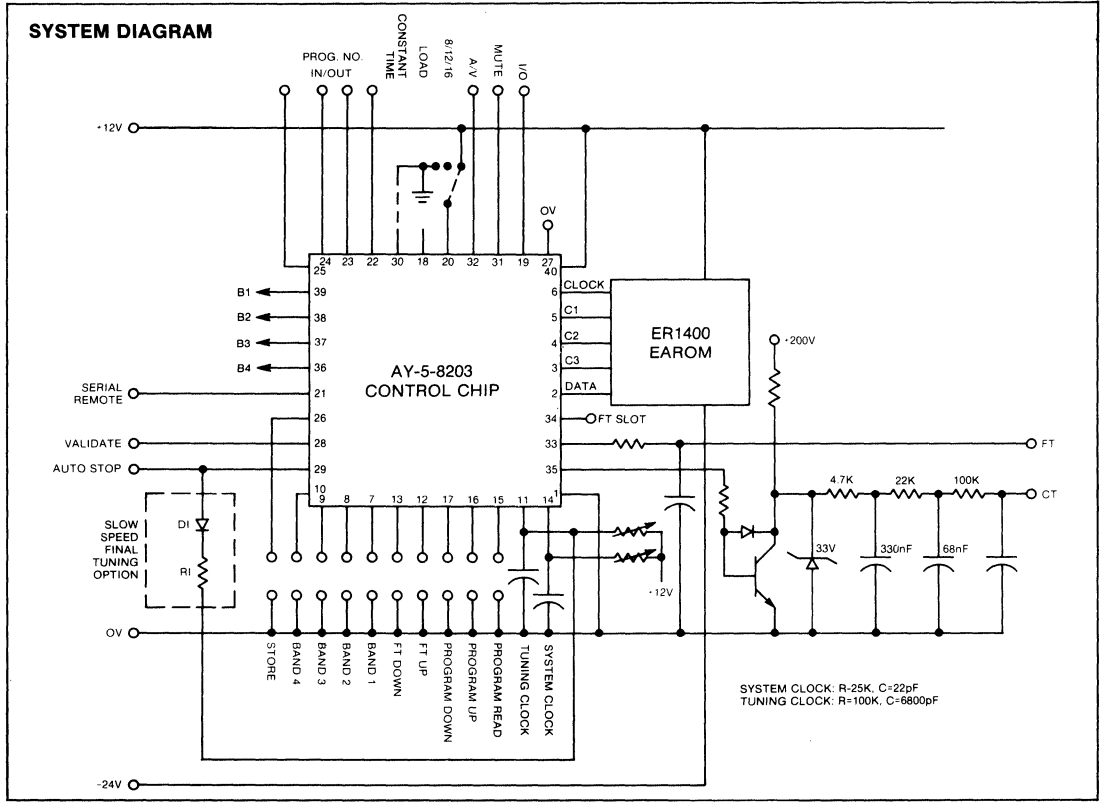 SYSTEM DIAGRAM
PROG. NO.
IN/OUT
CONSTANT
TIME
LOAD
8/12/16
A/V
MUTE
I/O
+12V
OV
24 23 22 30 18 20 32 31 19 27
25
40
39
38
37
36
21
26
28
29
10
9 8 7 13 12 17 16 15 11 14
1
6
5
4
3
2
34
33
35
B1
B2
B3
B4
SERIAL
REMOTE
VALIDATE
AUTO STOP
AY-5-8203
CONTROL CHIP
CLOCK
C1
C2
C3
DATA
ER1400
EAROM
FT SLOT
+200V
FT
CT
4.7K
22K
100K
33V
330nF
68nF
SLOW
SPEED
FINAL
TUNING
OPTION
DI
RI
+12V
OV
STORE
BAND 4
BAND 3
BAND 2
BAND 1
FT DOWN
FT UP
PROGRAM DOWN
PROGRAM UP
PROGRAM READ
TUNING CLOCK
SYSTEM CLOCK
SYSTEM CLOCK: R-25K, C=22pF
TUNING CLOCK: R=100K, C=6800pF
-24V